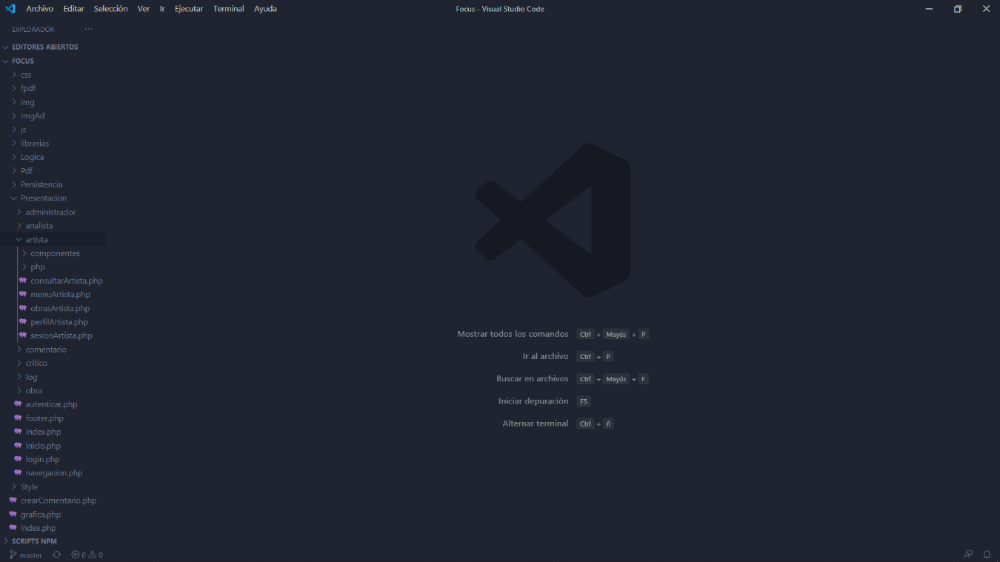 Archivo Editar Selección Ver Ir Ejecutar Terminal Ayuda
Focus - Visual Studio Code
EXPLORADOR
EDITORES ABIERTOS
FOCUS
css
fpdf
img
ImgAd
js
librerias
Logica
Pdf
Persistencia
Presentacion
administrador
analista
artista
componentes
php
consultarArtista.php
menuArtista.php
obrasArtista.php
perfilArtista.php
sesionArtista.php
comentario
critico
log
obra
autenticar.php
footer.php
index.php
inicio.php
login.php
navegacion.php
Style
crearComentario.php
grafica.php
index.php
SCRIPTS NPM
master 0 0
Mostrar todos los comandos Ctrl + Mayús + P
Ir al archivo Ctrl + P
Buscar en archivos Ctrl + Mayús + F
Iniciar depuración F5
Alternar terminal Ctrl + ñ